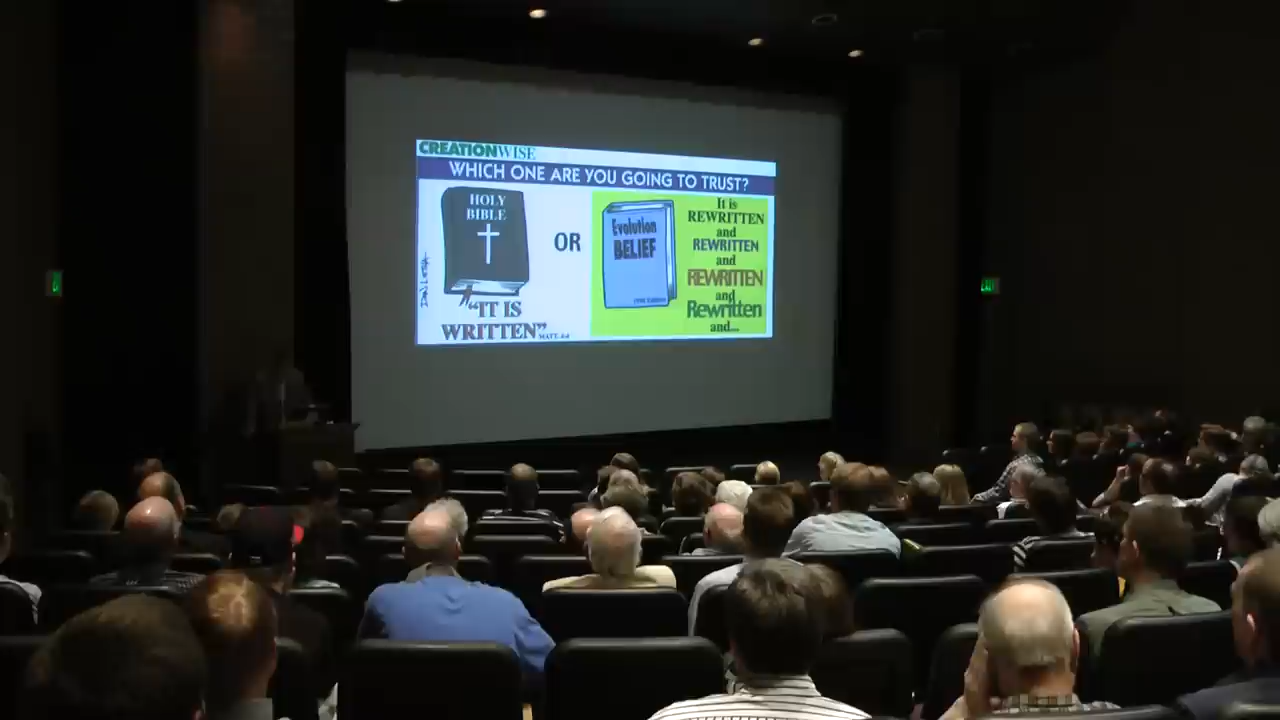 CREATIONWISE
WHICH ONE ARE YOU GOING TO TRUST?
HOLY
BIBLE
"IT IS
WRITTEN"
OR
Evolution
BELIEF
It is
REWRITTEN
and
REWRITTEN
and
REWRITTEN
and
Rewritten
and...